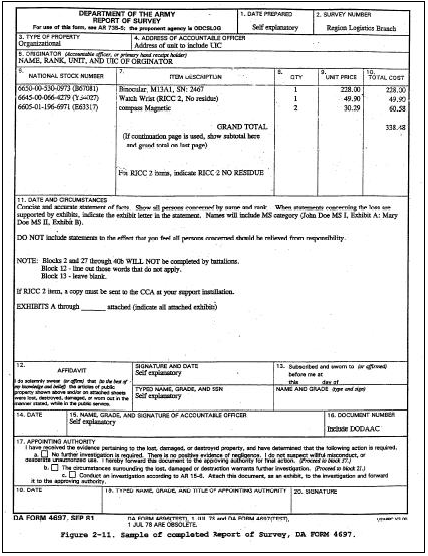 DEPARTMENT OF THE ARMY
REPORT OF SURVEY
For use of this form, see AR 735-5; the proponent agency is ODCSLOG
1. DATE PREPARED
Self explanatory
2. SURVEY NUMBER
Region Logistics Branch
3. TYPE OF PROPERTY
Organizational
4. ADDRESS OF ACCOUNTABLE OFFICER
Address of unit to include UIC
5. ORIGINATOR (Accountable officer, or primary hand receipt holder)
NAME, RANK, UNIT, AND UIC OF ORGINATOR
6. NATIONAL STOCK NUMBER
7. ITEM DESCRIPTION
8. QTY
9. UNIT PRICE
10. TOTAL COST
6650-00-530-0973 (B67081) Binocular, M13A1, SN: 2467 1 228.00 228.00
6645-00-066-4279 Watch Wrist (RICC 2, No residue) 1 49.90 49.90
6605-01-196-6971 (E63317) compass Magnetic 2 30.29 60.58
GRAND TOTAL 338.48
(If continuation page is used, show subtotal here
and grand total on last page)
For RICC 2 items, indicate RICC 2 NO RESIDUE
11. DATE AND CIRCUMSTANCES
Concise and accurate statement of facts. Show all persons concerned by name and rank. When statements concerning the loss are
supported by exhibits, indicate the exhibit letter in the statement. Names will include MS category (John Doe MS I, Exhibit A: Mary
Doe MS II, Exhibit B).
DO NOT include statements to the effect that you feel all persons concerned should be relieved from responsibility.
NOTE: Blocks 2 and 27 through 40b WILL NOT be completed by battalions.
Block 12 - line out those words that do not apply.
Block 13 - leave blank.
If RICC 2 item, a copy must be sent to the CCA at your support installation.
EXHIBITS A through ______ attached (indicate all attached exhibits)
12. AFFIDAVIT
I do solemnly swear (or affirm) that (to the best of
my knowledge and belief) the articles of public
property shown above and/or on attached sheets
were lost, destroyed, damaged, or worn out in the
manner stated, while in the public service.
SIGNATURE AND DATE
Self explanatory
TYPED NAME, GRADE, AND SSN
Self explanatory
13. Subscribed and sworn to (or affirmed)
before me at
this day of
NAME AND GRADE (type and sign)
14. DATE
15. NAME, GRADE, AND SIGNATURE OF ACCOUNTABLE OFFICER
Self explanatory
16. DOCUMENT NUMBER
Include DODAAC
17. APPOINTING AUTHORITY
I have received the evidence pertaining to the lost, damaged, or destroyed property, and have determined that the following action is required.
a. No further investigation is required. There is no positive evidence of negligence. I do not suspect willful misconduct, or
deliberate unauthorized use. I hereby forward the document to the approving authority for final action. (Proceed to block 37.)
b. The circumstances surrounding the lost, damaged or destruction warrants further investigation. (Proceed to block 21.)
c. Conduct an investigation according to AR 15-6. Attach this document, as an exhibit, to the investigation and forward
it to the approving authority.
18. DATE
19. TYPED NAME, GRADE, AND TITLE OF APPOINTING AUTHORITY
20. SIGNATURE
DA FORM 4697, SEP 81
DA FORM 4697, 1 JUL 78 AND DA FORM 4697(TEST),
1 JUL 78 ARE OBSOLETE.
Figure 2-11. Sample of completed Report of Survey, DA FORM 4697.